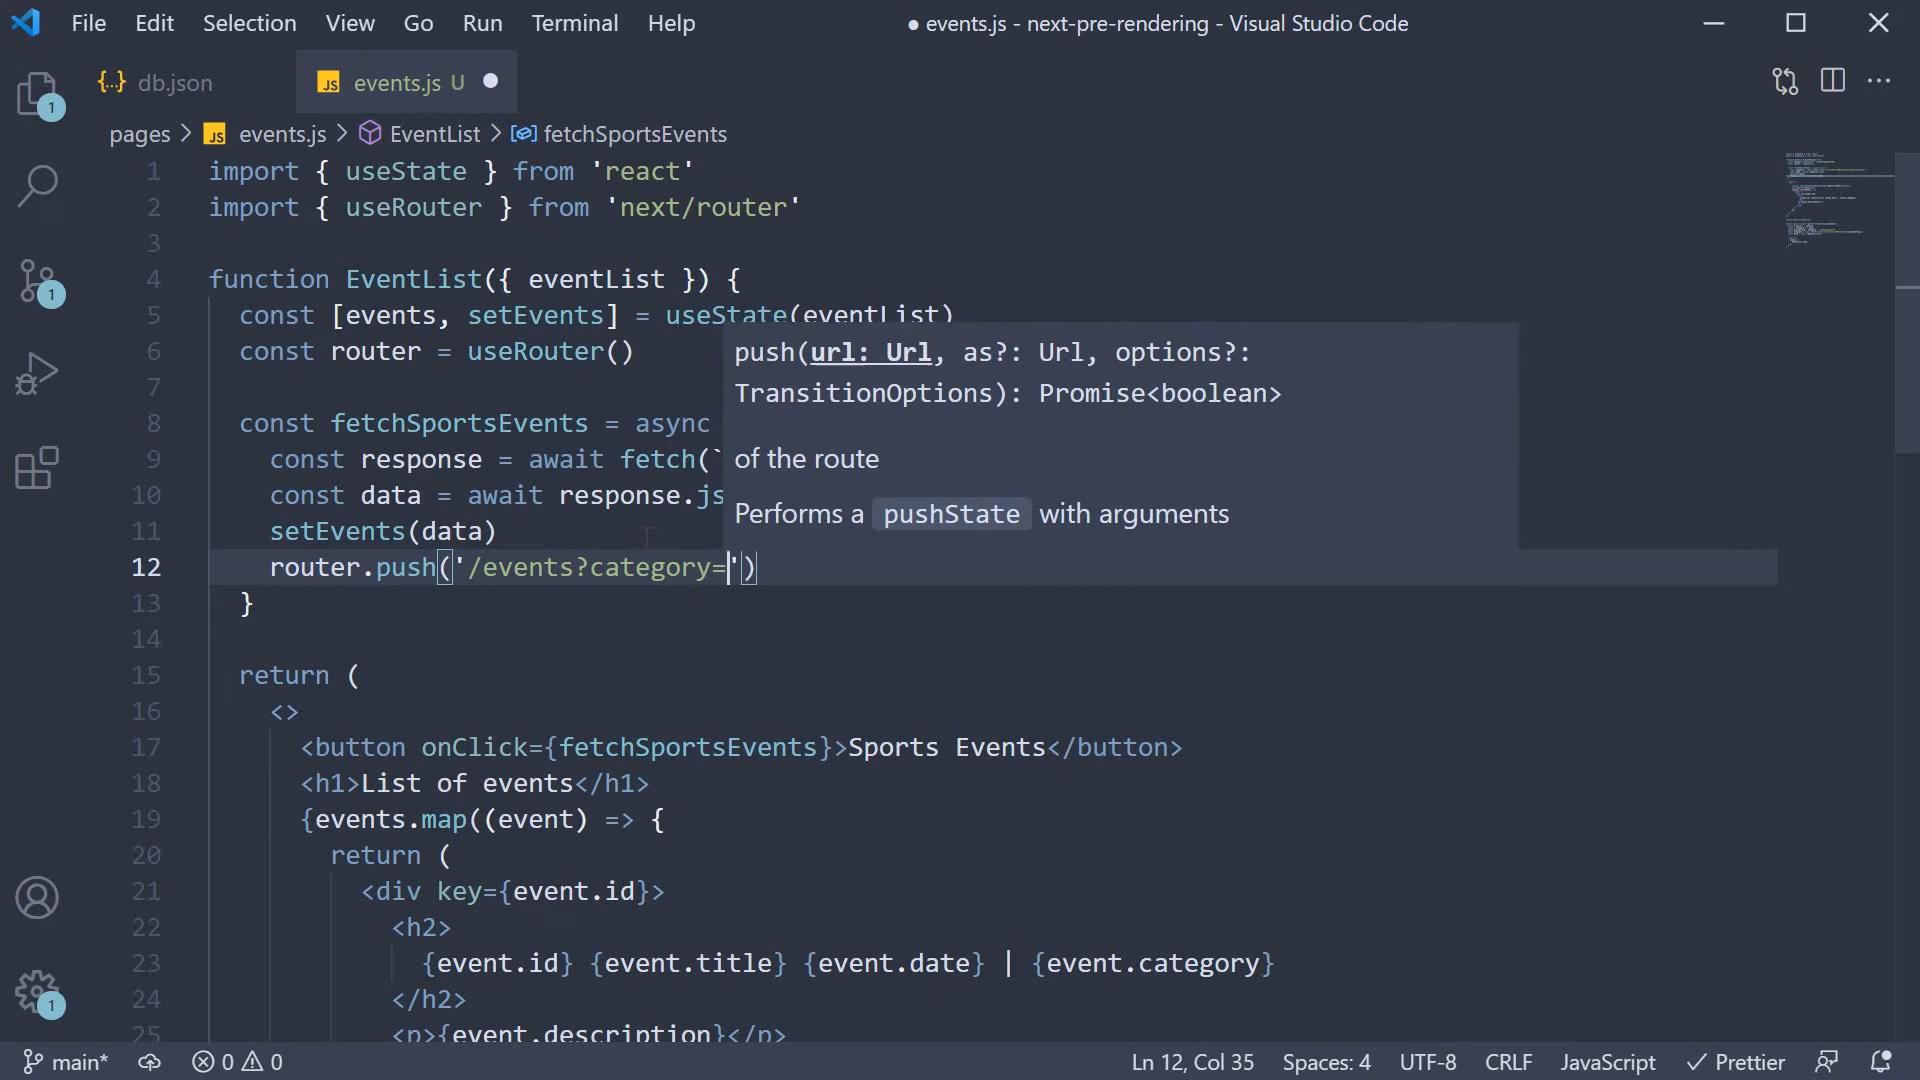 File Edit Selection View Go Run Terminal Help
● events.js - next-pre-rendering - Visual Studio Code
{..} db.json
JS events.js U
pages > JS events.js > EventList > fetchSportsEvents
1 import { useState } from 'react'
2 import { useRouter } from 'next/router'
3
4 function EventList({ eventList }) {
5 const [events, setEvents] = useState(eventList)
6 const router = useRouter()
7
8 const fetchSportsEvents = async
9 const response = await fetch(`
10 const data = await response.js
11 setEvents(data)
12 router.push('/events?category=')
13 }
14
15 return (
16 <>
17 <button onClick={fetchSportsEvents}>Sports Events</button>
18 <h1>List of events</h1>
19 {events.map((event) => {
20 return (
21 <div key={event.id}>
22 <h2>
23 {event.id} {event.title} {event.date} | {event.category}
24 </h2>
25 <p>{event.description}</p>
push(url: Url, as?: Url, options?:
TransitionOptions): Promise<boolean>
of the route
Performs a pushState with arguments
1
1
1
main* 0 0
Ln 12, Col 35 Spaces: 4 UTF-8 CRLF JavaScript Prettier